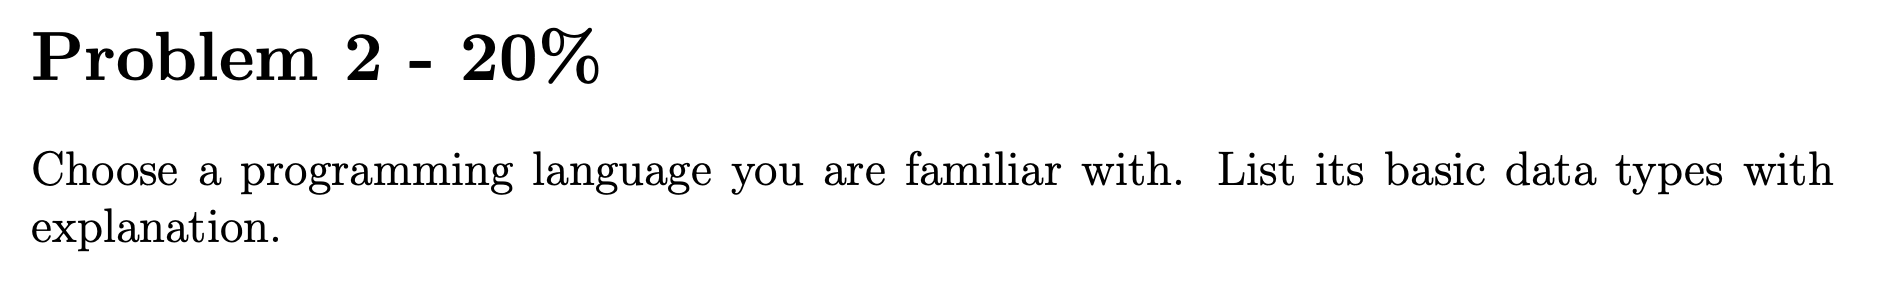 Problem 2 - 20%
Choose a programming language you are familiar with. List its basic data types with
explanation.